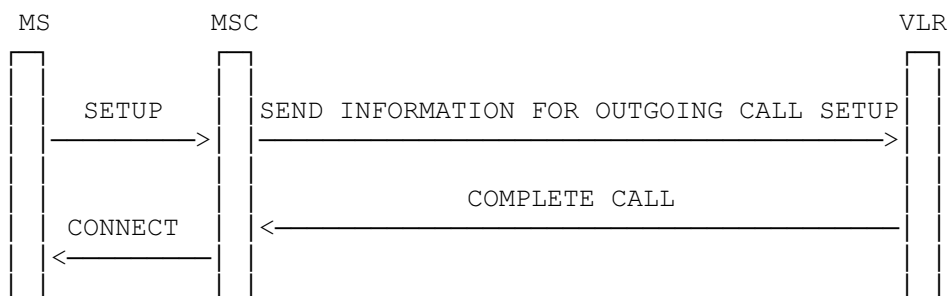 MS MSC VLR
SETUP SEND INFORMATION FOR OUTGOING CALL SETUP
COMPLETE CALL
CONNECT